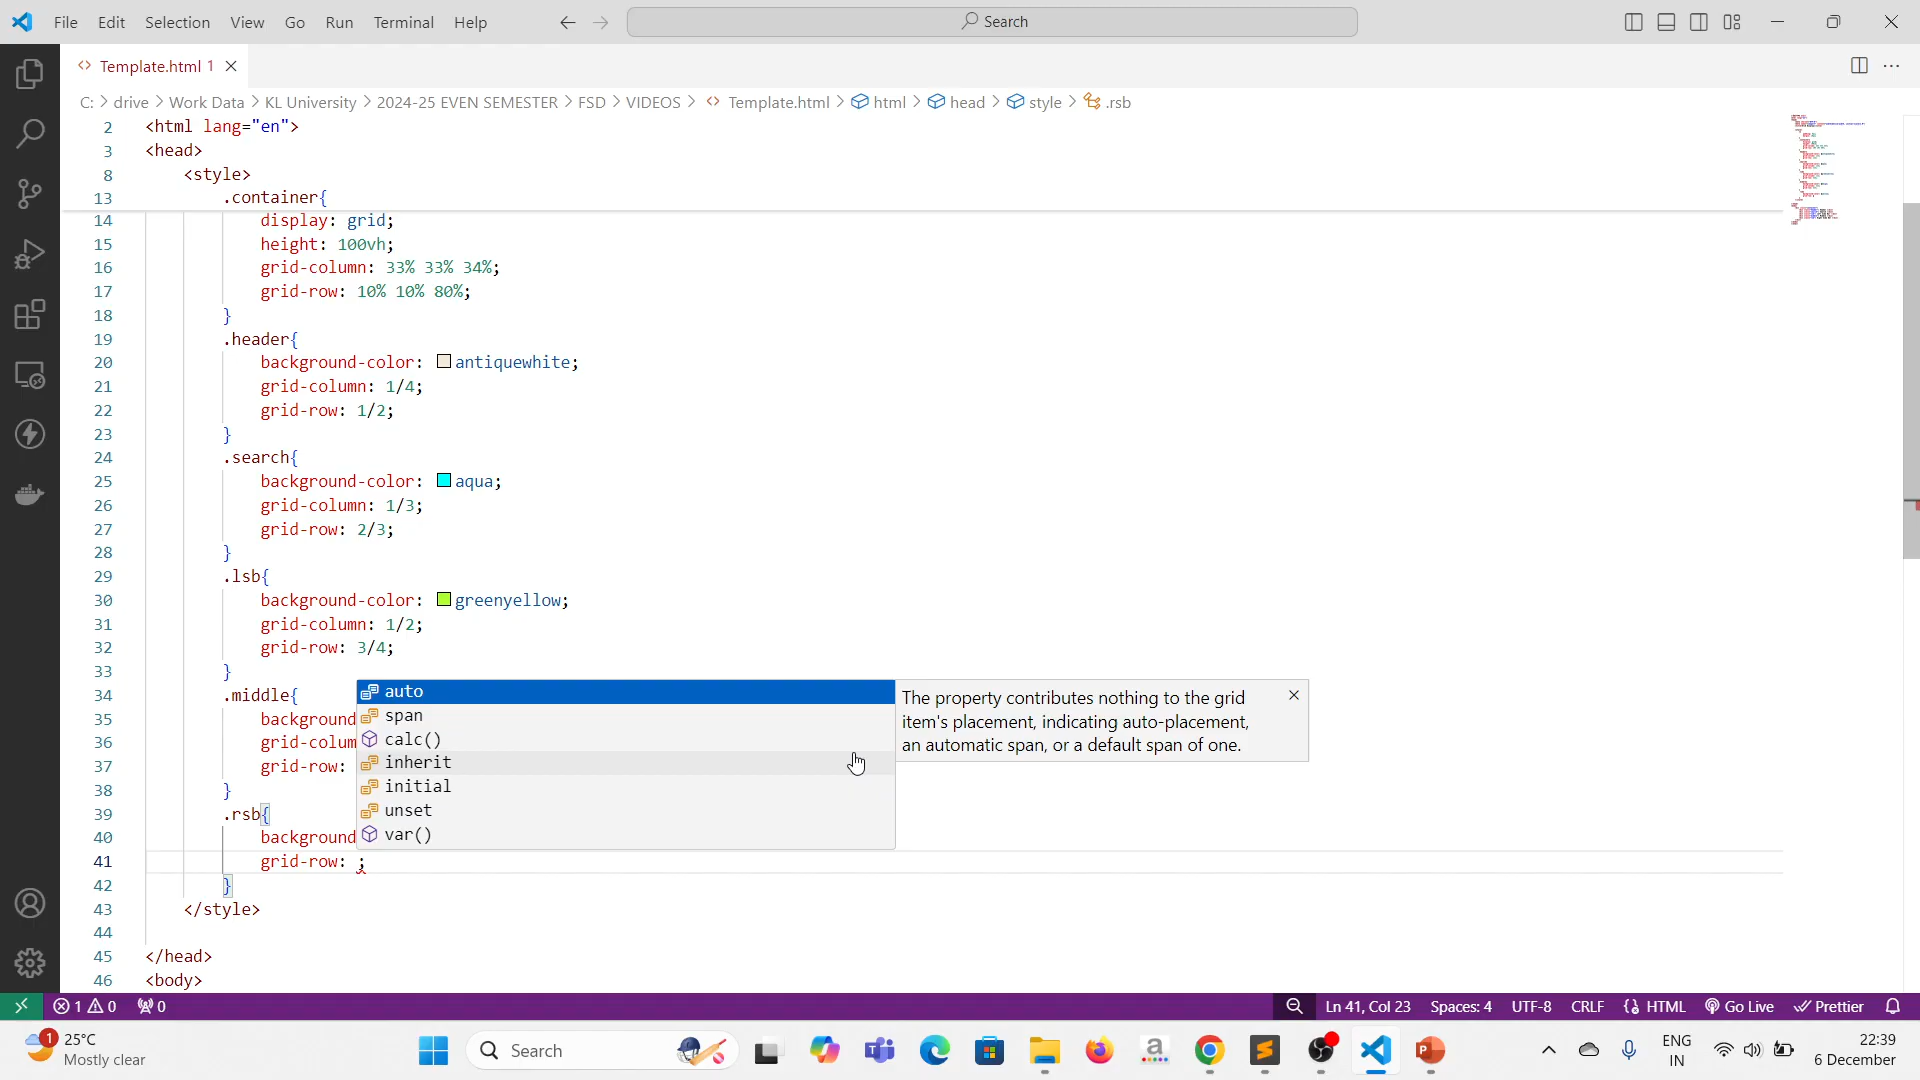 File Edit Selection View Go Run Terminal Help
Search
Template.html 1
C: > drive > Work Data > KL University > 2024-25 EVEN SEMESTER > FSD > VIDEOS > Template.html > html > head > style > .rsb
2 <html lang="en">
3 <head>
8 <style>
13 .container{
14 display: grid;
15 height: 100vh;
16 grid-column: 33% 33% 34%;
17 grid-row: 10% 10% 80%;
18 }
19 .header{
20 background-color: antiquewhite;
21 grid-column: 1/4;
22 grid-row: 1/2;
23 }
24 .search{
25 background-color: aqua;
26 grid-column: 1/3;
27 grid-row: 2/3;
28 }
29 .lsb{
30 background-color: greenyellow;
31 grid-column: 1/2;
32 grid-row: 3/4;
33 }
34 .middle{
35 background
36 grid-colum
37 grid-row:
38 }
39 .rsb{
40 background
41 grid-row: ;
42 }
43 </style>
44
45 </head>
46 <body>
auto
span
calc()
inherit
initial
unset
var()
The property contributes nothing to the grid
item's placement, indicating auto-placement,
an automatic span, or a default span of one.
1 0 0
Ln 41, Col 23 Spaces: 4 UTF-8 CRLF HTML Go Live Prettier
1 25°C
Mostly clear
Search
ENG
IN
22:39
6 December